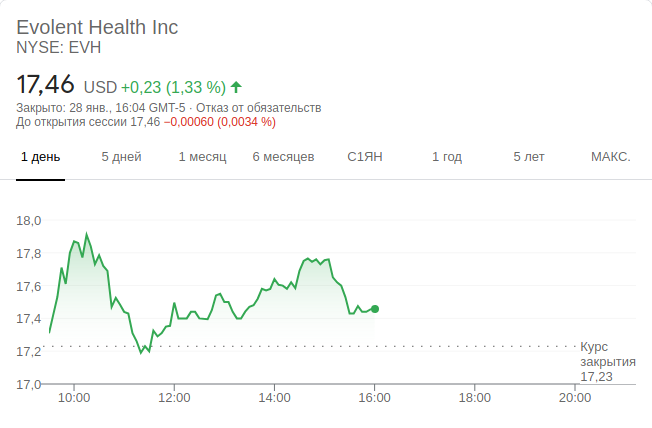 Evolent Health Inc
NYSE: EVH
17,46 USD +0,23 (1,33 %)
Закрыто: 28 янв., 16:04 GMT-5 · Отказ от обязательств
До открытия сессии 17,46 −0,00060 (0,0034 %)
1 день 5 дней 1 месяц 6 месяцев С1ЯН 1 год 5 лет МАКС.
18,0
17,8
17,6
17,4
17,2
Курс
закрытия
17,23
17,0
10:00 12:00 14:00 16:00 18:00 20:00